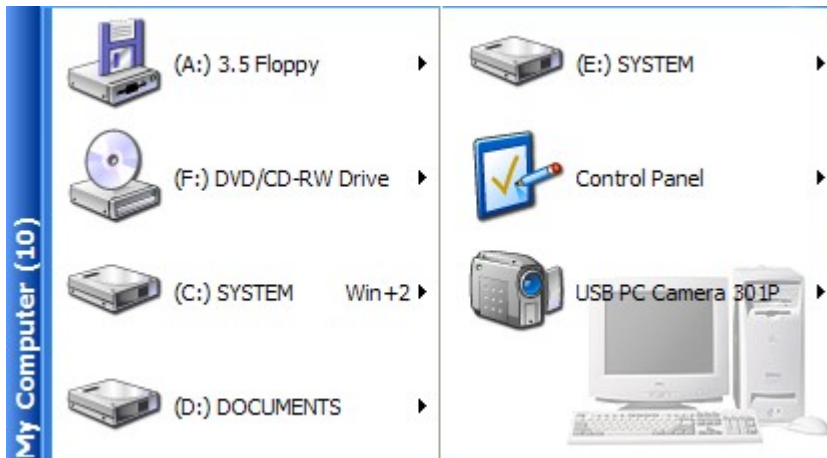 My Computer (10)
(A:) 3.5 Floppy
(F:) DVD/CD-RW Drive
(C:) SYSTEM Win+2
(D:) DOCUMENTS
(E:) SYSTEM
Control Panel
USB PC Camera 301P